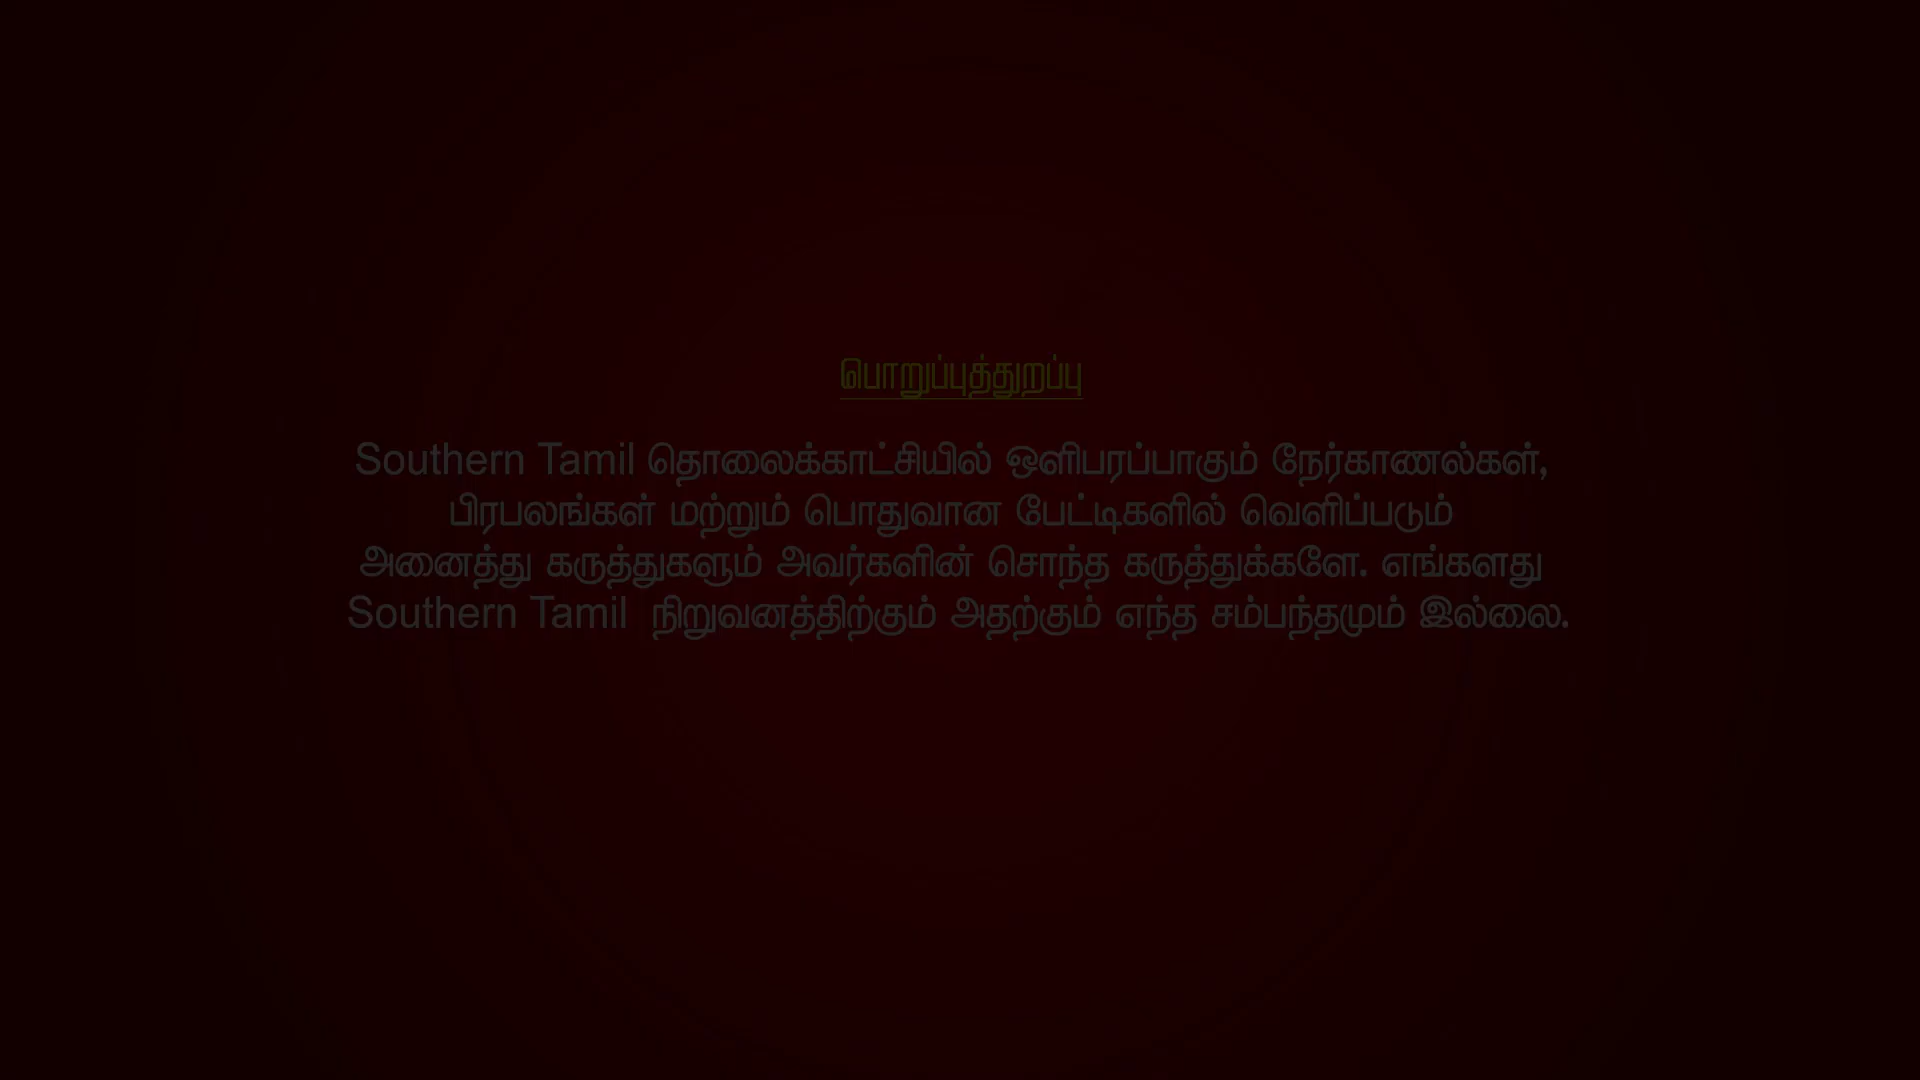 பொறுப்புத்துறப்பு
Southern Tamil தொலைக்காட்சியில் ஒளிபரப்பாகும் நேர்காணல்கள்,
பிரபலங்கள் மற்றும் பொதுவான பேட்டிகளில் வெளிப்படும்
அனைத்து கருத்துகளும் அவர்களின் சொந்த கருத்துக்களே. எங்களது
Southern Tamil நிறுவனத்திற்கும் அதற்கும் எந்த சம்பந்தமும் இல்லை.